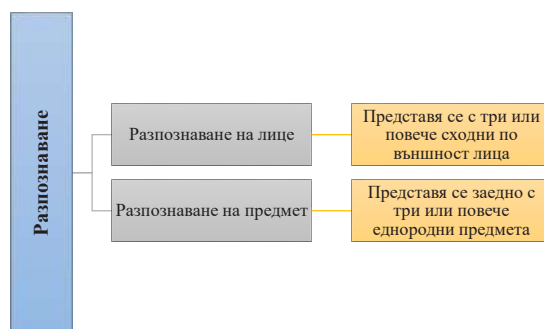 Разпознаване
Разпознаване на лице
Представя се с три или
повече сходни по
външност лица
Разпознаване на предмет
Представя се заедно с
три или повече
еднородни предмета